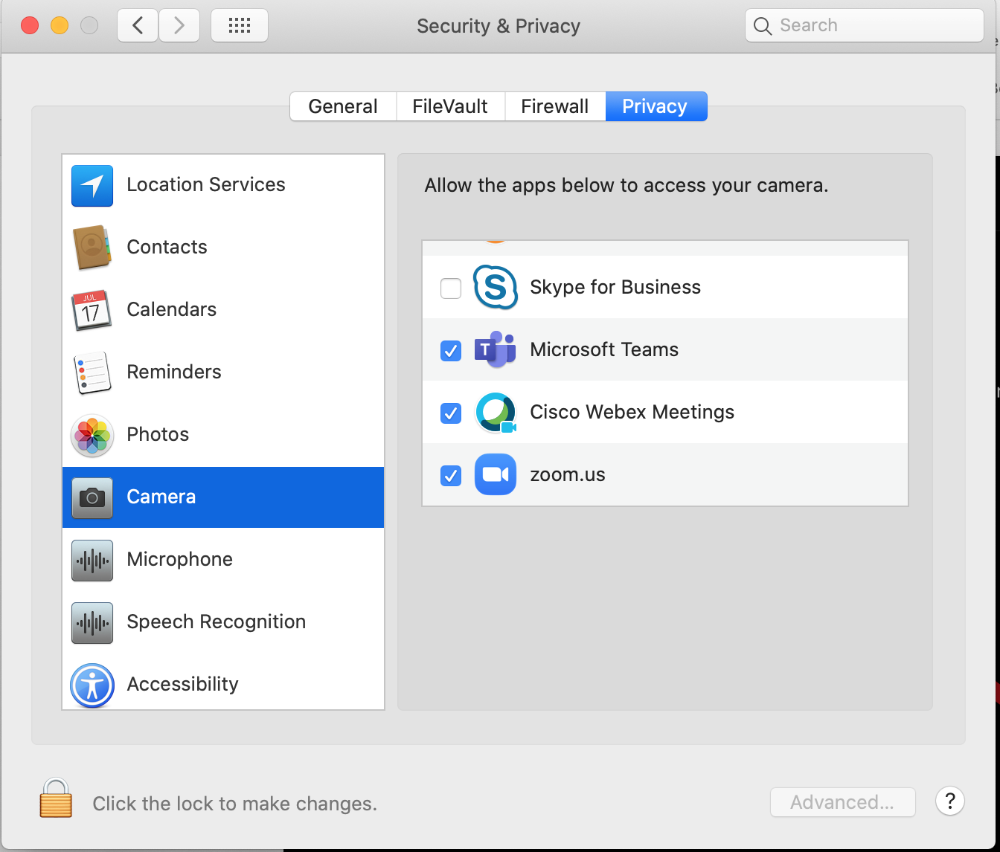 Security & Privacy
Search
General
FileVault
Firewall
Privacy
Location Services
Contacts
JUL
17
Calendars
Reminders
Photos
Camera
Microphone
Speech Recognition
Accessibility
Allow the apps below to access your camera.
S
Skype for Business
T
Microsoft Teams
Cisco Webex Meetings
zoom.us
Click the lock to make changes.
Advanced...
?